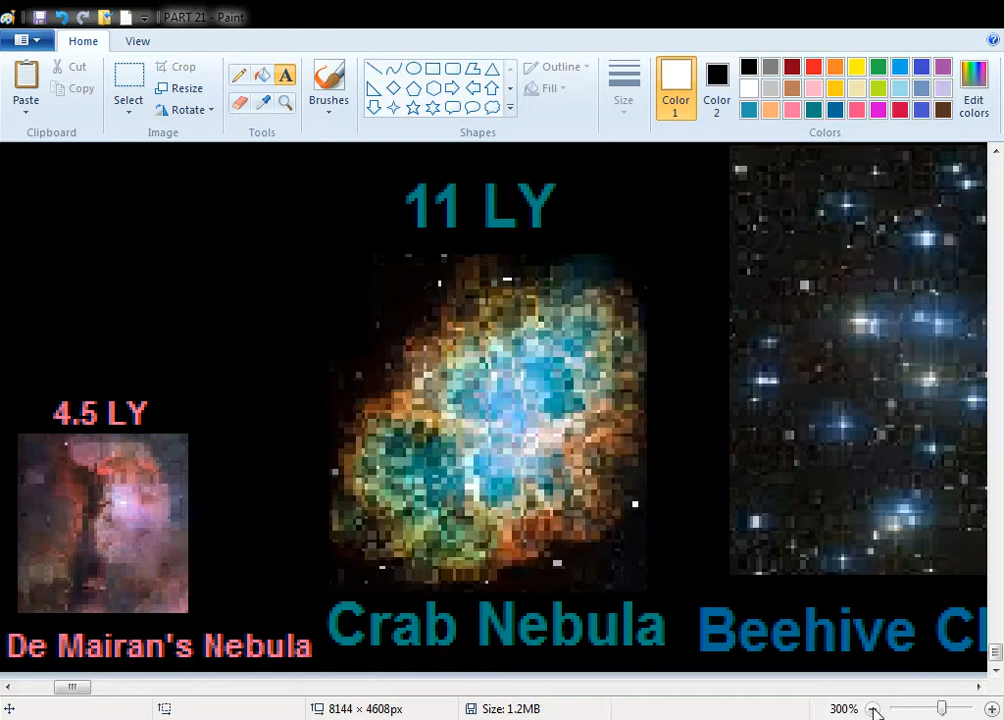 PART 21 - Paint
Home
View
Paste
Cut
Copy
Clipboard
Select
Crop
Resize
Rotate
Image
A
Tools
Brushes
Outline
Fill
Shapes
Size
Color 1
Color 2
Edit colors
Colors
11 LY
4.5 LY
De Mairan's Nebula
Crab Nebula
Beehive Cl
8144 × 4608px
Size: 1.2MB
300%